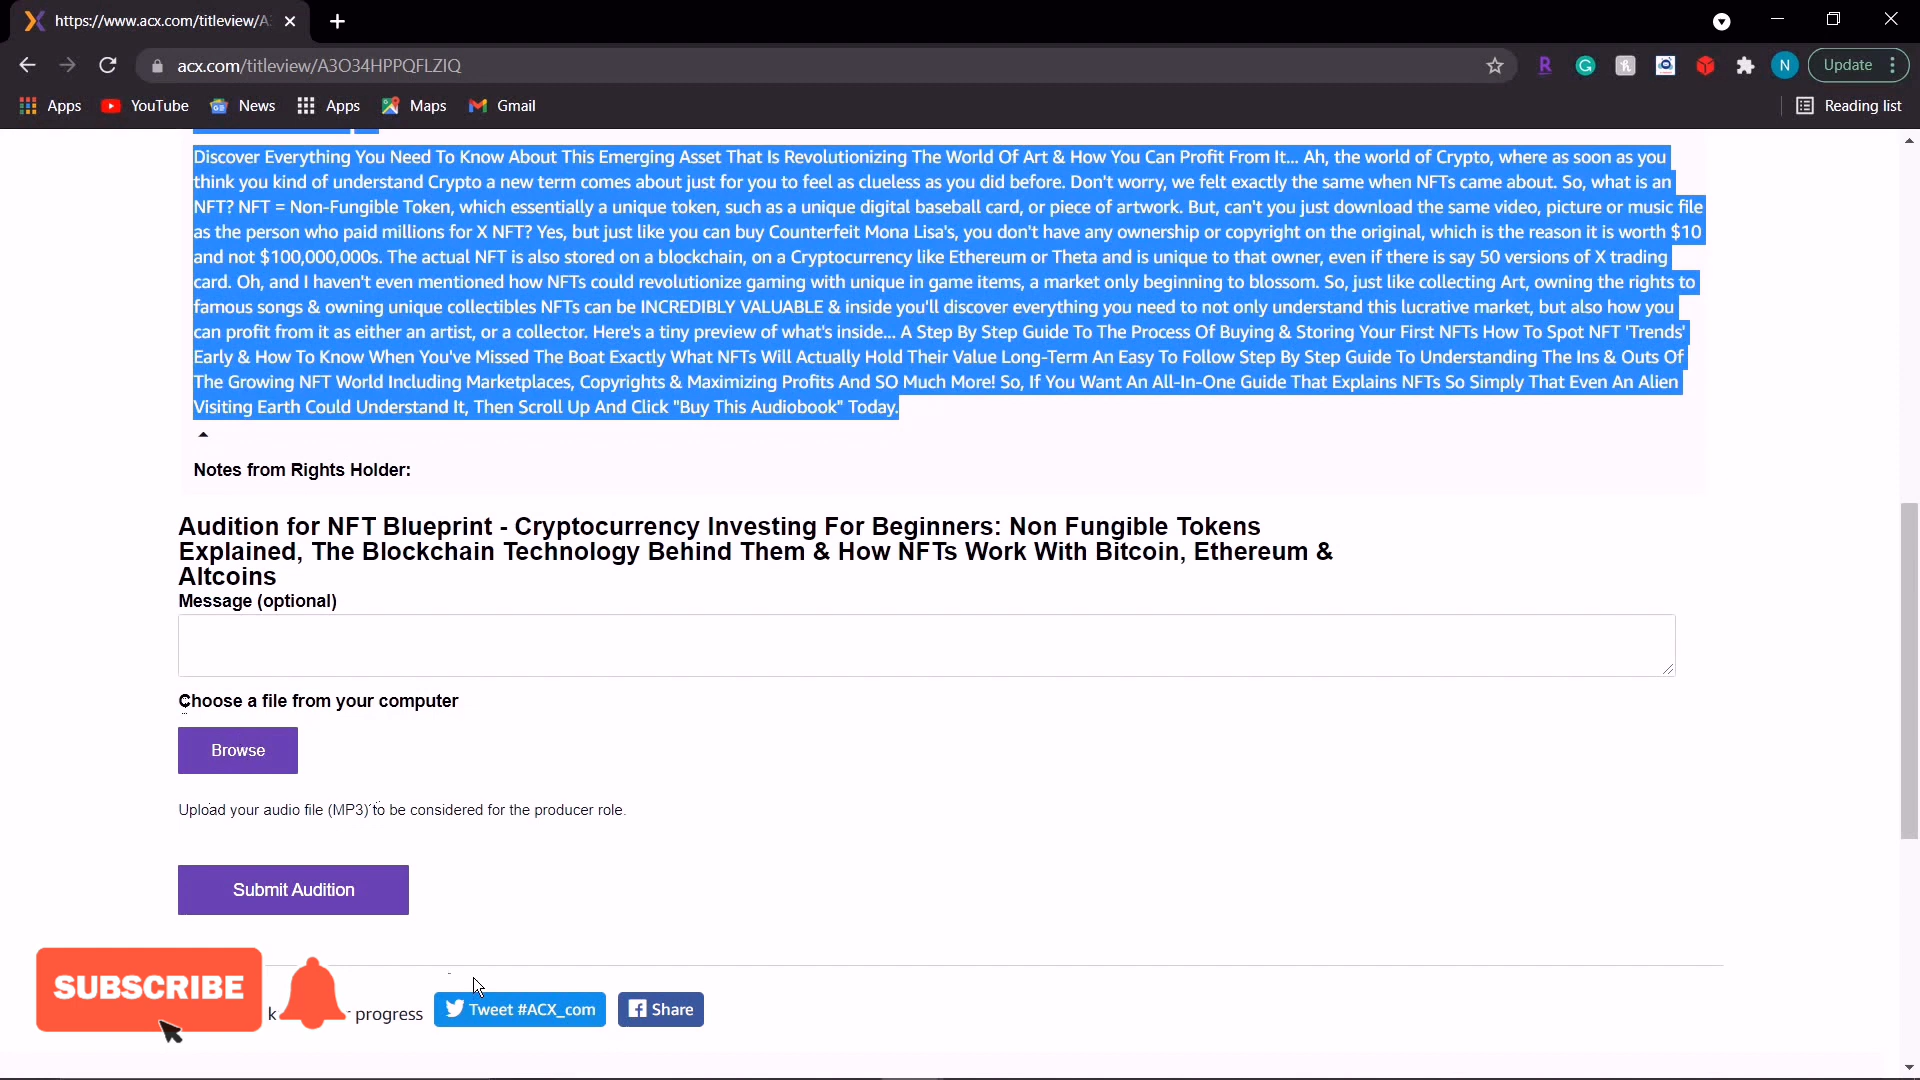 https://www.acx.com/titleview/A
acx.com/titleview/A3O34HPPQFLZIQ
N
Update
Apps
YouTube
News
Apps
Maps
Gmail
Reading list
Discover Everything You Need To Know About This Emerging Asset That Is Revolutionizing The World Of Art & How You Can Profit From It... Ah, the world of Crypto, where as soon as you
think you kind of understand Crypto a new term comes about just for you to feel as clueless as you did before. Don't worry, we felt exactly the same when NFTs came about. So, what is an
NFT? NFT = Non-Fungible Token, which essentially a unique token, such as a unique digital baseball card, or piece of artwork. But, can't you just download the same video, picture or music file
as the person who paid millions for X NFT? Yes, but just like you can buy Counterfeit Mona Lisa's, you don't have any ownership or copyright on the original, which is the reason it is worth $10
and not $100,000,000s. The actual NFT is also stored on a blockchain, on a Cryptocurrency like Ethereum or Theta and is unique to that owner, even if there is say 50 versions of X trading
card. Oh, and I haven't even mentioned how NFTs could revolutionize gaming with unique in game items, a market only beginning to blossom. So, just like collecting Art, owning the rights to
famous songs & owning unique collectibles NFTs can be INCREDIBLY VALUABLE & inside you'll discover everything you need to not only understand this lucrative market, but also how you
can profit from it as either an artist, or a collector. Here's a tiny preview of what's inside... A Step By Step Guide To The Process Of Buying & Storing Your First NFTs How To Spot NFT 'Trends'
Early & How To Know When You've Missed The Boat Exactly What NFTs Will Actually Hold Their Value Long-Term An Easy To Follow Step By Step Guide To Understanding The Ins & Outs Of
The Growing NFT World Including Marketplaces, Copyrights & Maximizing Profits And SO Much More! So, If You Want An All-In-One Guide That Explains NFTs So Simply That Even An Alien
Visiting Earth Could Understand It, Then Scroll Up And Click "Buy This Audiobook" Today.
Notes from Rights Holder:
Audition for NFT Blueprint - Cryptocurrency Investing For Beginners: Non Fungible Tokens
Explained, The Blockchain Technology Behind Them & How NFTs Work With Bitcoin, Ethereum &
Altcoins
Message (optional)
Choose a file from your computer
Browse
Upload your audio file (MP3) to be considered for the producer role.
Submit Audition
SUBSCRIBE
progress
Tweet #ACX_com
Share